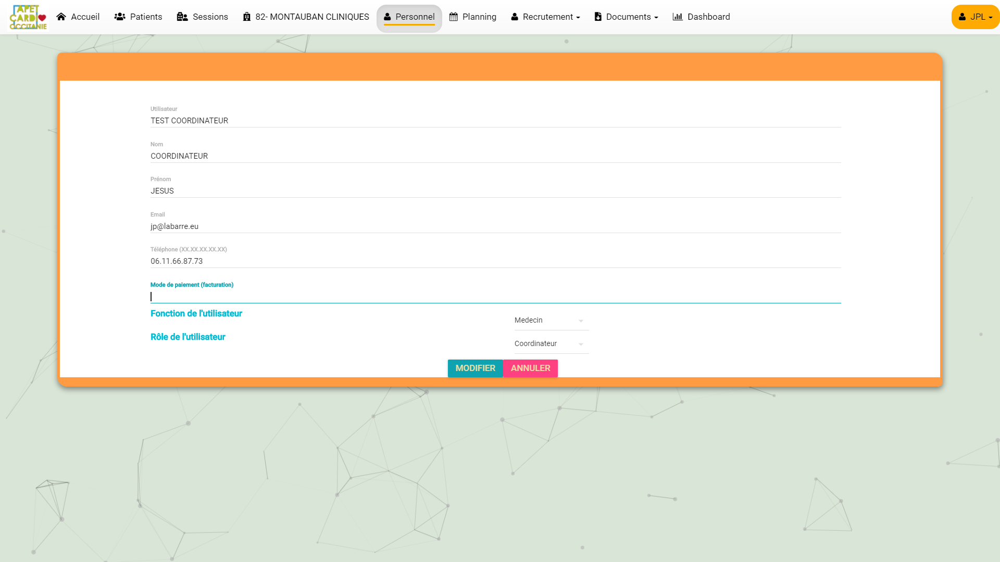 APET CARDIO OCCITANIE
Accueil Patients Sessions 82- MONTAUBAN CLINIQUES Personnel Planning Recrutement Documents Dashboard JPL
Utilisateur
TEST COORDINATEUR
Nom
COORDINATEUR
Prénom
JESUS
Email
jp@labarre.eu
Téléphone (XX.XX.XX.XX.XX)
06.11.66.87.73
Mode de paiement (facturation)
Fonction de l'utilisateur
Medecin
Rôle de l'utilisateur
Coordinateur
MODIFIER ANNULER